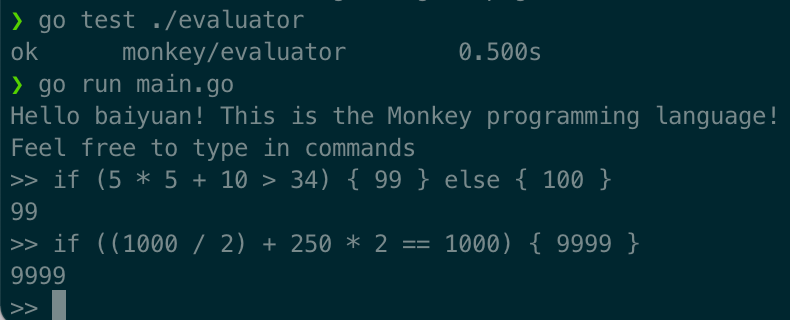 ❯ go test ./evaluator
ok      monkey/evaluator        0.500s
❯ go run main.go
Hello baiyuan! This is the Monkey programming language!
Feel free to type in commands
>> if (5 * 5 + 10 > 34) { 99 } else { 100 }
99
>> if ((1000 / 2) + 250 * 2 == 1000) { 9999 }
9999
>>